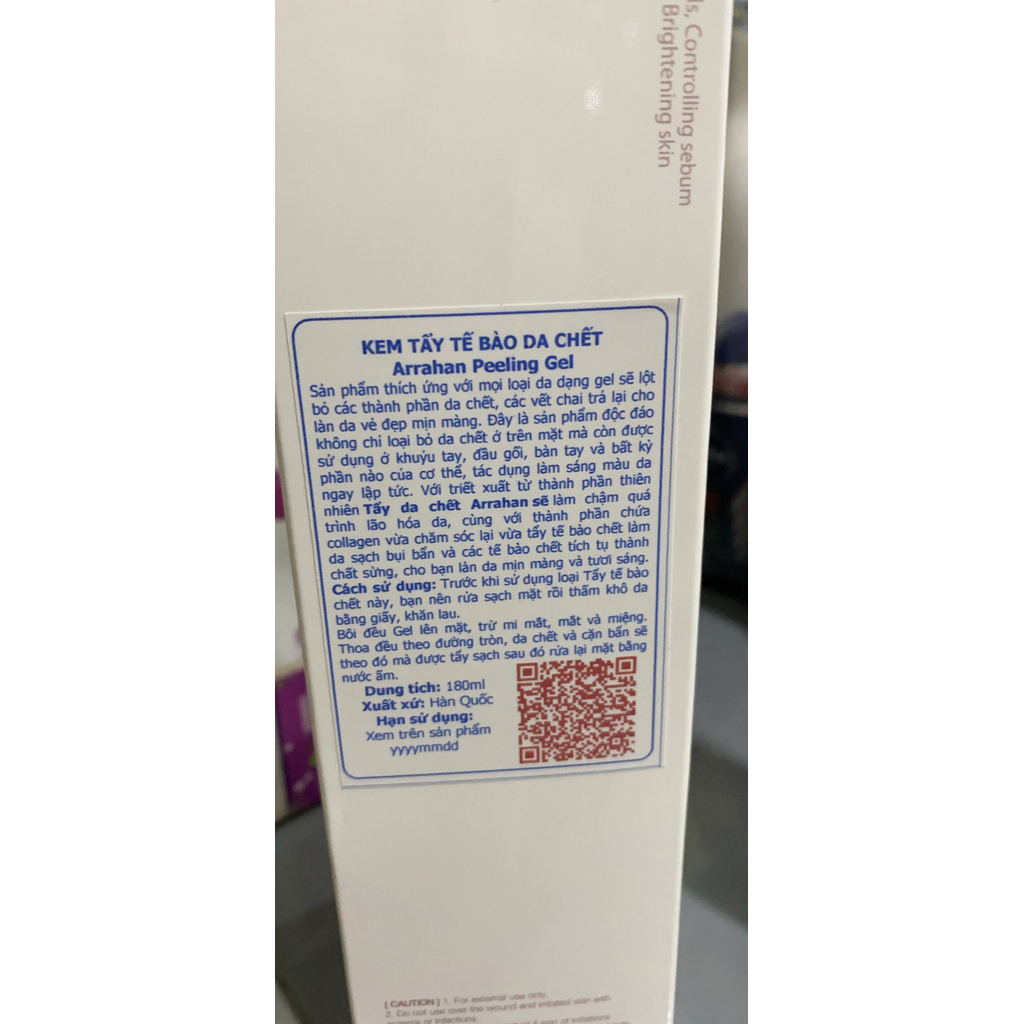 ls, Controlling sebum
Brightening skin
KEM TẨY TẾ BÀO DA CHẾT
Arrahan Peeling Gel
Sản phẩm thích ứng với mọi loại da dạng gel sẽ lột
bỏ các thành phần da chết, các vết chai trả lại cho
làn da vẻ đẹp mịn màng. Đây là sản phẩm độc đáo
không chỉ loại bỏ da chết ở trên mặt mà còn được
sử dụng ở khuỷu tay, đầu gối, bàn tay và bất kỳ
phần nào của cơ thể, tác dụng làm sáng màu da
ngay lập tức. Với triết xuất từ thành phần thiên
nhiên Tẩy da chết Arrahan sẽ làm chậm quá
trình lão hóa da, cùng với thành phần chứa
collagen vừa chăm sóc lại vừa tẩy tế bào chết làm
da sạch bụi bẩn và các tế bào chết tích tụ thành
chất sừng, cho bạn làn da mịn màng và tươi sáng.
Cách sử dụng: Trước khi sử dụng loại Tẩy tế bào
chết này, bạn nên rửa sạch mặt rồi thấm khô da
bằng giấy, khăn lau.
Bôi đều Gel lên mặt, trừ mi mắt, mắt và miệng.
Thoa đều theo đường tròn, da chết và cặn bẩn sẽ
theo đó mà được tẩy sạch sau đó rửa lại mặt bằng
nước ấm.
Dung tích: 180ml
Xuất xứ: Hàn Quốc
Hạn sử dụng:
Xem trên sản phẩm
yyyymmdd
[ CAUTION ] 1. For external use only.
2. Do not use over the wound and irritated skin with
eczema or infections.
if sign of irritations